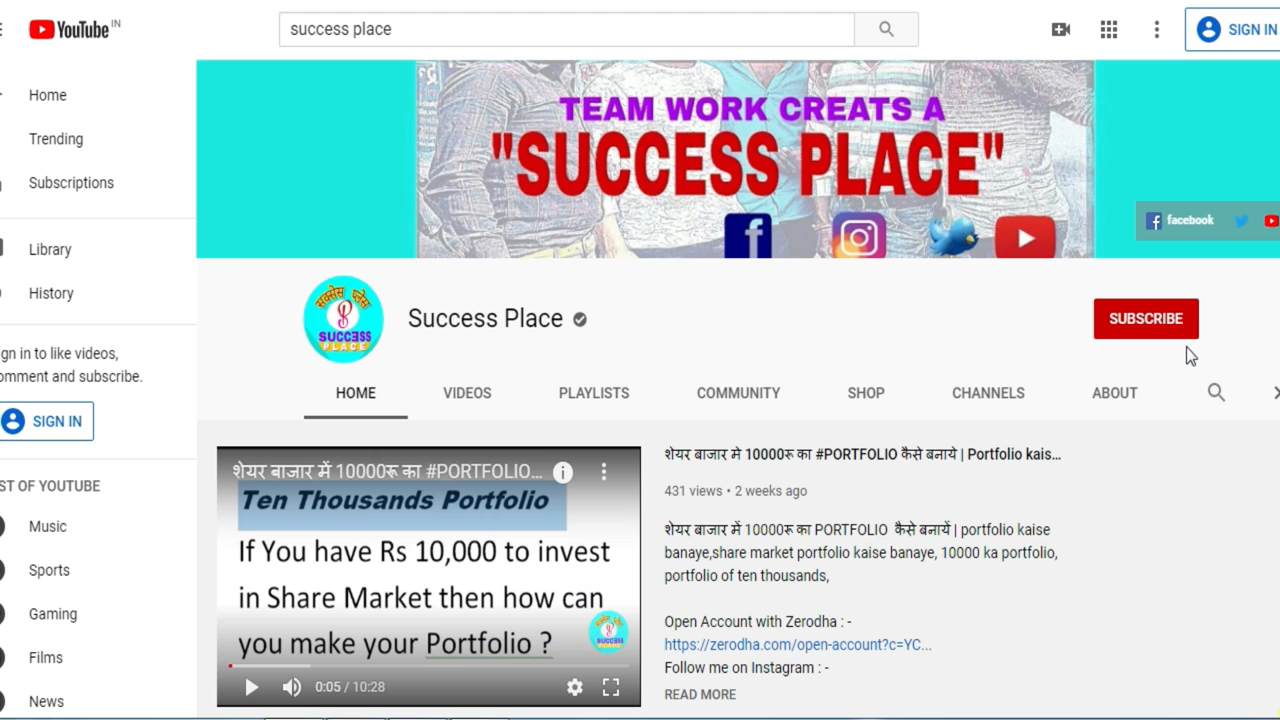 YouTube IN
success place
SIGN IN
Home
Trending
Subscriptions
Library
History
gn in to like videos,
omment and subscribe.
SIGN IN
ST OF YOUTUBE
Music
Sports
Gaming
Films
News
TEAM WORK CREATS A
"SUCCESS PLACE"
facebook
सक्सेस प्लेस
SUCCESS
PLACE
Success Place
SUBSCRIBE
HOME
VIDEOS
PLAYLISTS
COMMUNITY
SHOP
CHANNELS
ABOUT
शेयर बाजार में 10000रू का #PORTFOLIO...
Ten Thousands Portfolio
If You have Rs 10,000 to invest
in Share Market then how can
you make your Portfolio ?
0:05 / 10:28
शेयर बाजार मे 10000रू का #PORTFOLIO कैसे बनाये | Portfolio kais...
431 views • 2 weeks ago
शेयर बाजार में 10000रू का PORTFOLIO कैसे बनायें | portfolio kaise
banaye,share market portfolio kaise banaye, 10000 ka portfolio,
portfolio of ten thousands,
Open Account with Zerodha : -
https://zerodha.com/open-account?c=YC...
Follow me on Instagram : -
READ MORE